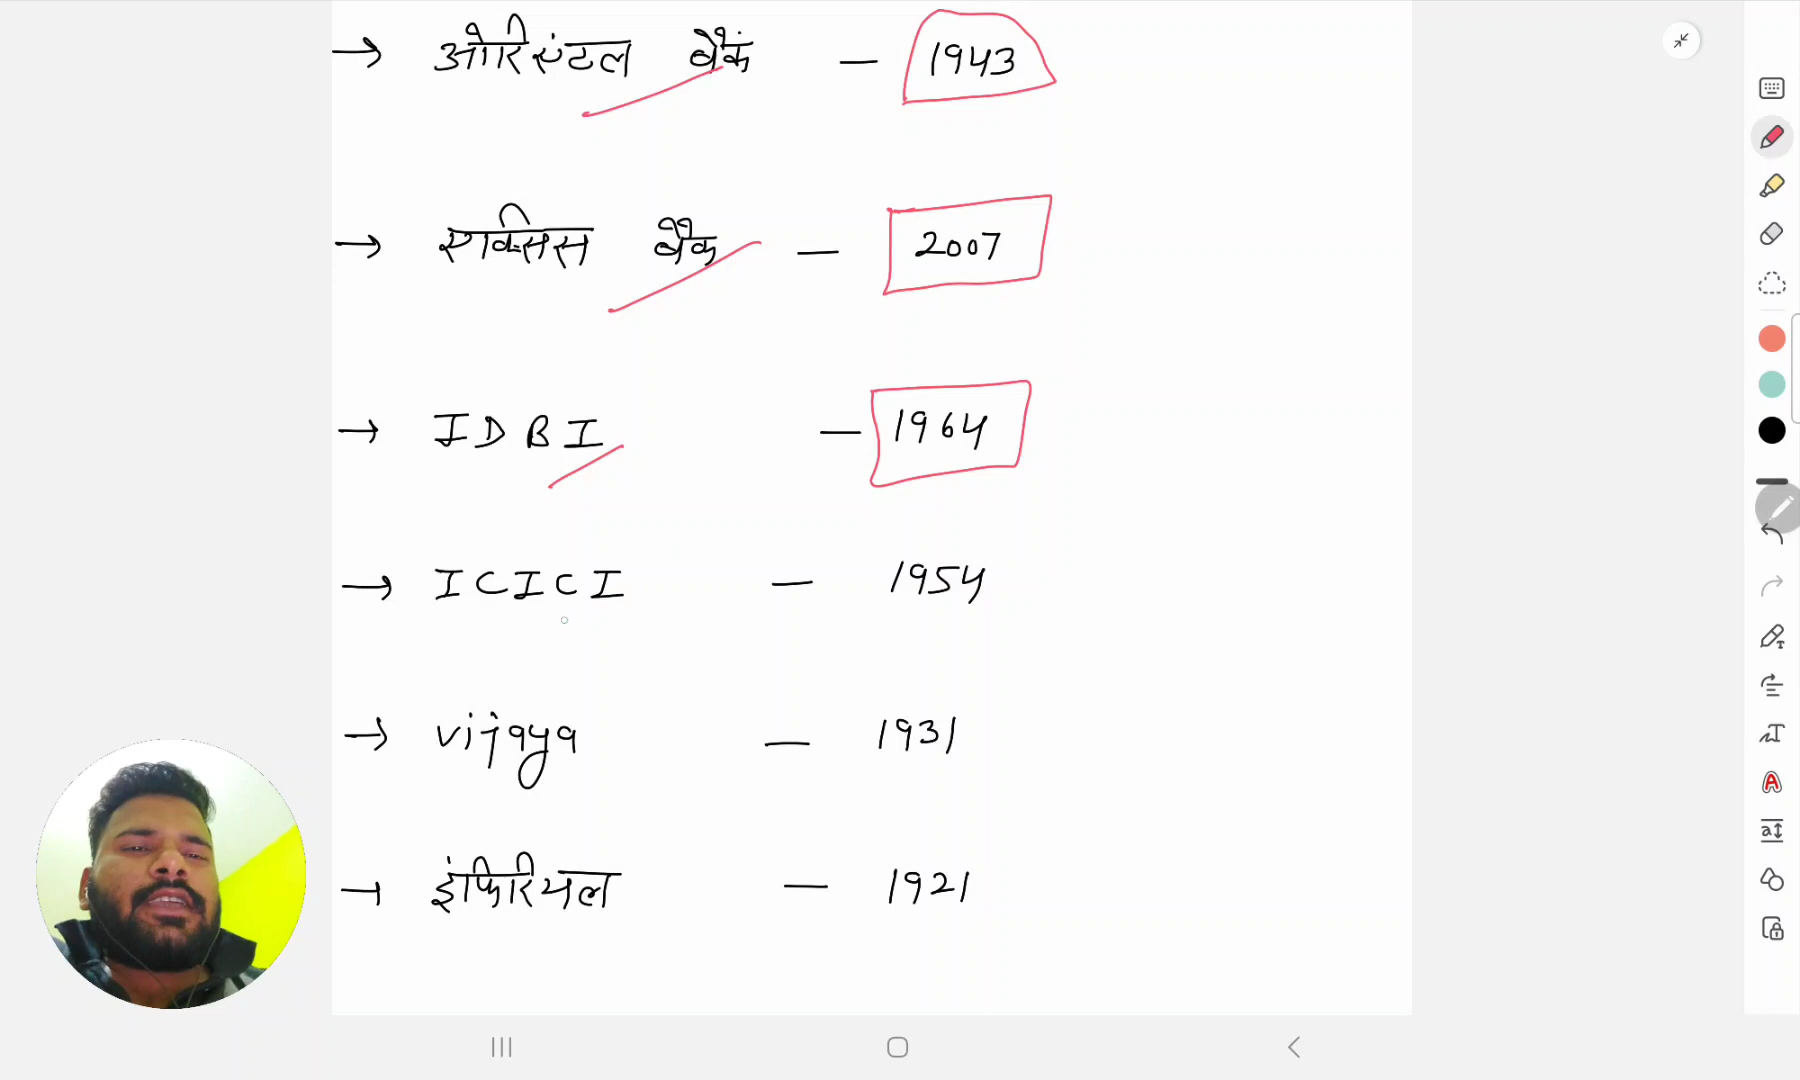 → ओरिएंटल बैंक — 1943
→ एक्सिस बैंक — 2007
→ IDBI — 1964
→ ICICI — 1954
→ vijaya — 1931
→ इंफिरियल — 1921